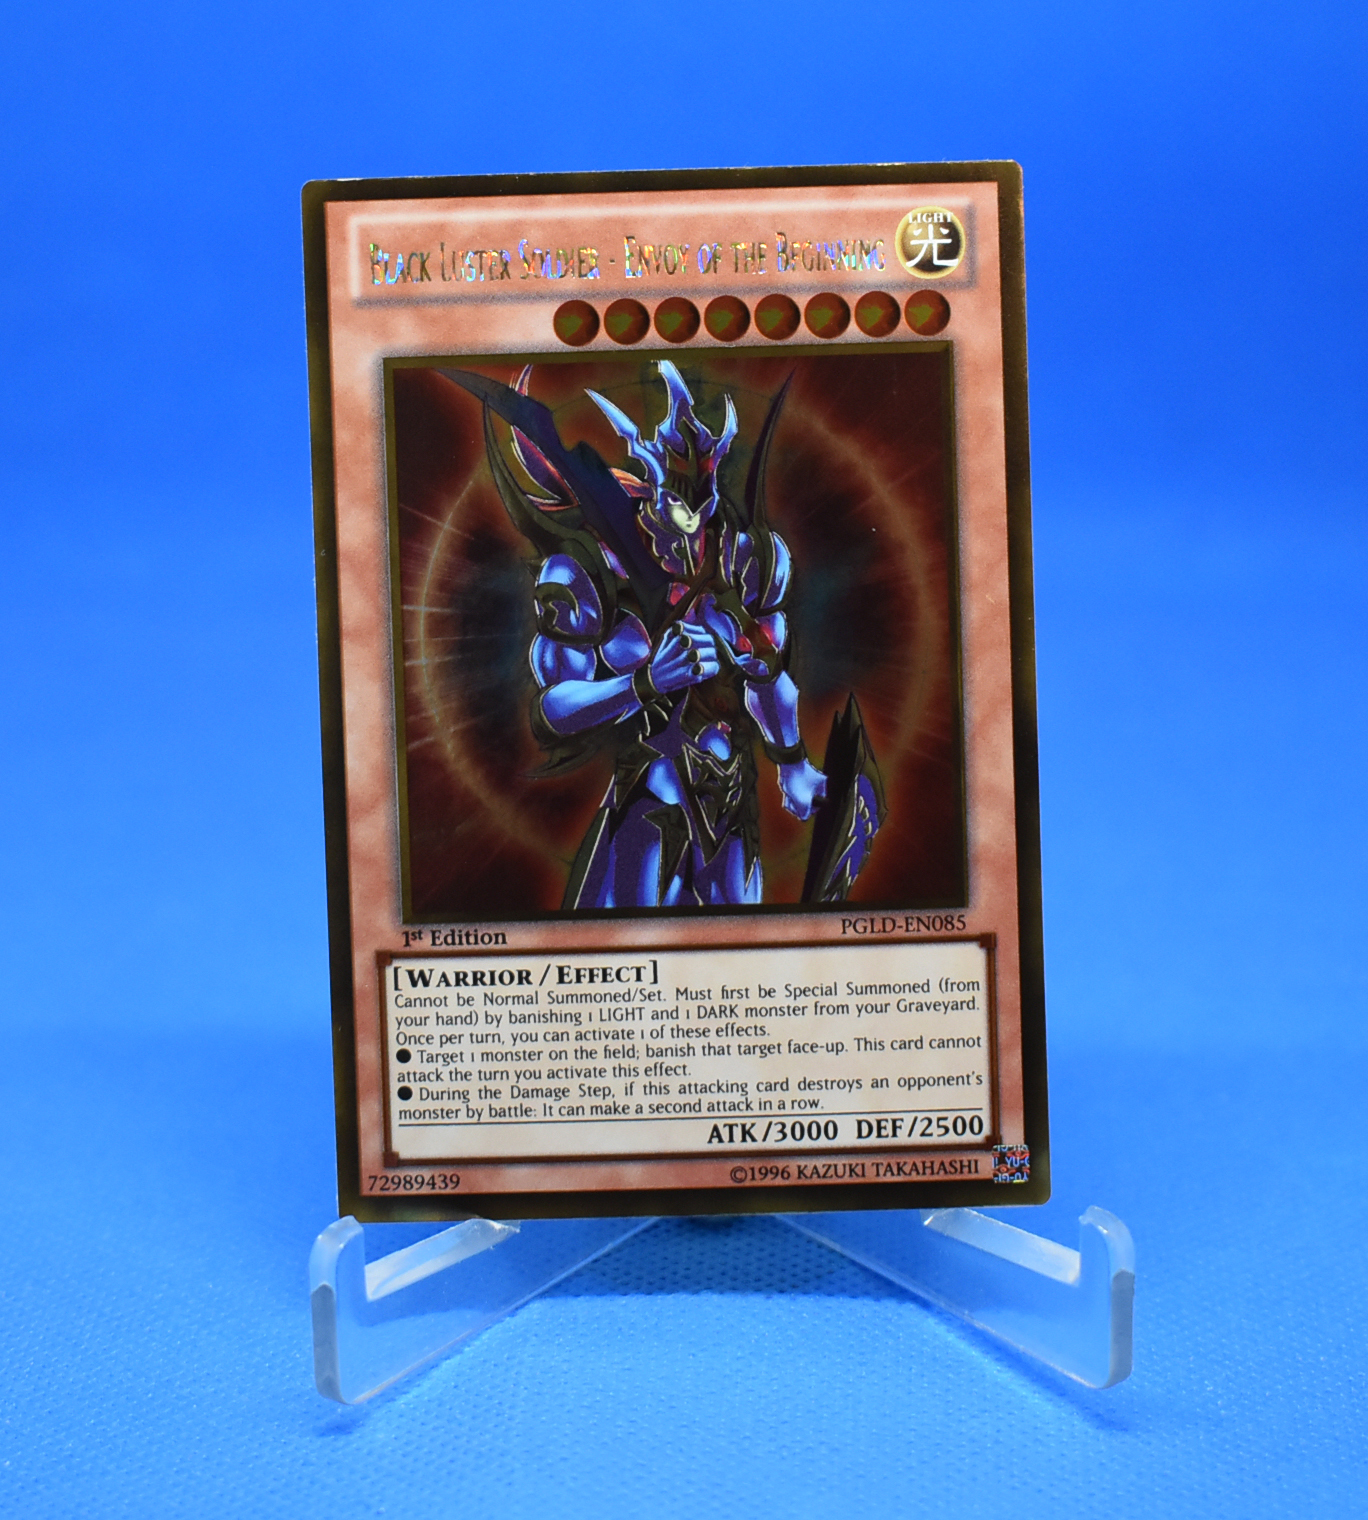 Black Luster Soldier - Envoy of the Beginning
LIGHT
光
1st Edition
PGLD-EN085
[Warrior / Effect]
Cannot be Normal Summoned/Set. Must first be Special Summoned (from
your hand) by banishing 1 LIGHT and 1 DARK monster from your Graveyard.
Once per turn, you can activate 1 of these effects.
● Target 1 monster on the field; banish that target face-up. This card cannot
attack the turn you activate this effect.
● During the Damage Step, if this attacking card destroys an opponent's
monster by battle: It can make a second attack in a row.
ATK/3000 DEF/2500
72989439
©1996 KAZUKI TAKAHASHI